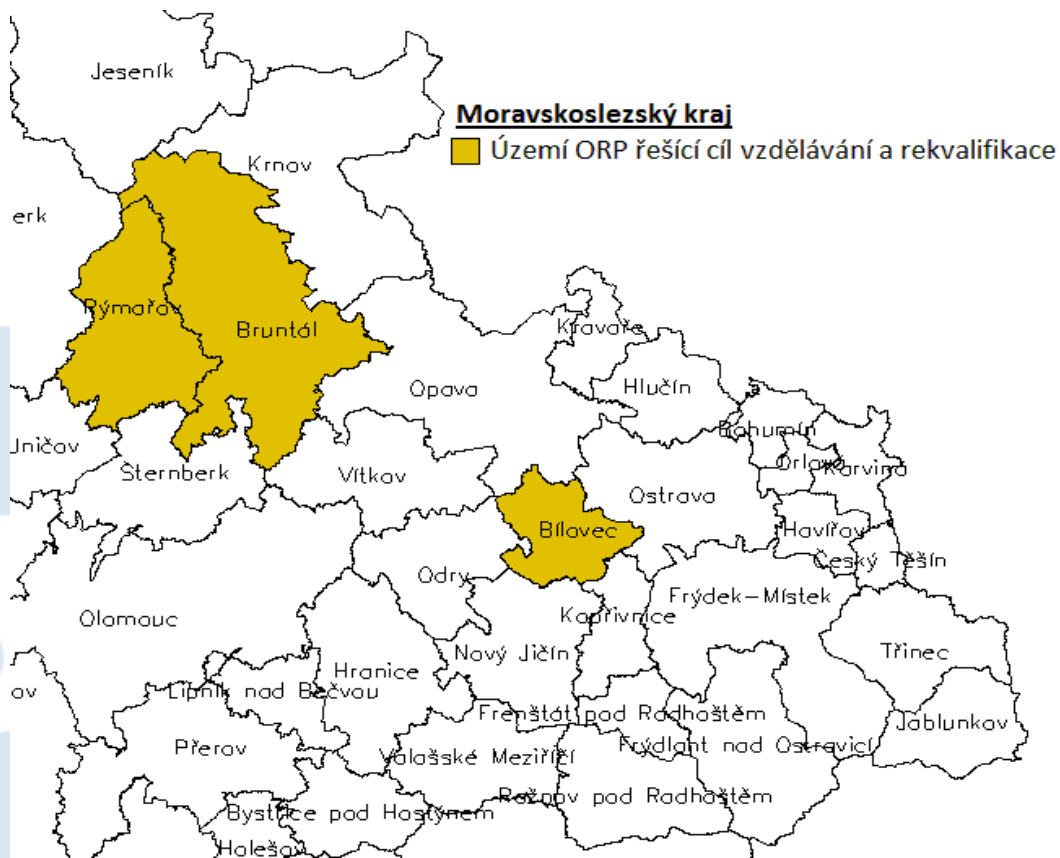 Jeseník
Moravskoslezský kraj
Území ORP řešící cíl vzdělávání a rekvalifikace
Krnov
erk
Rýmařov
Bruntál
Kravaře
Opava
Hlučín
Bohumín
Uničov
Šternberk
Vítkov
Orlová
Karviná
Ostrava
Bílovec
Havířov
Český Těšín
Odry
Frýdek-Místek
Olomouc
Kopřivnice
Nový Jičín
Třinec
Hranice
av
Lipník nad Bečvou
Frenštát pod Radhoštěm
Jablunkov
Přerov
Valašské Meziříčí
Frýdlant nad Ostravicí
Rožnov pod Radhoštěm
Bystřice pod Hostýnem
Holešov